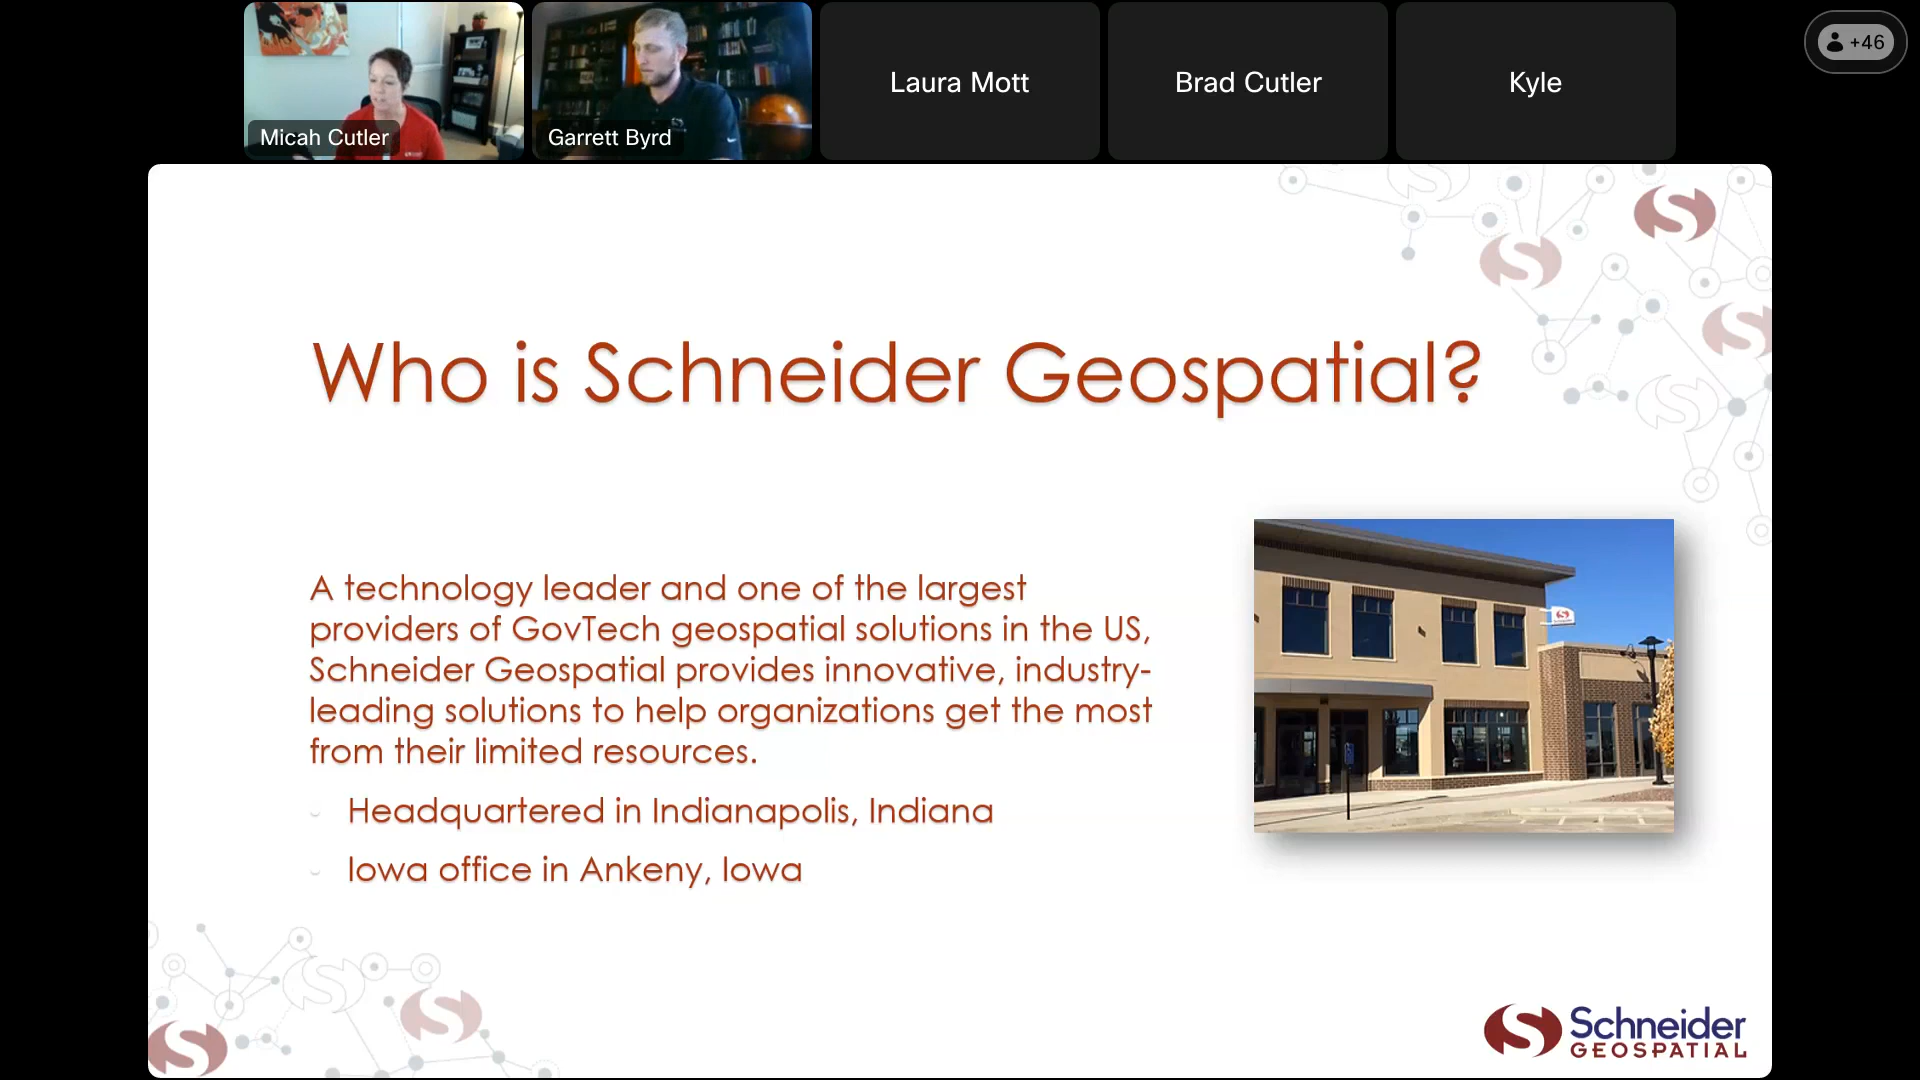 Micah Cutler
Garrett Byrd
Laura Mott
Brad Cutler
Kyle
+46
Who is Schneider Geospatial?
A technology leader and one of the largest
providers of GovTech geospatial solutions in the US,
Schneider Geospatial provides innovative, industry-
leading solutions to help organizations get the most
from their limited resources.
Headquartered in Indianapolis, Indiana
Iowa office in Ankeny, Iowa
Schneider
GEOSPATIAL